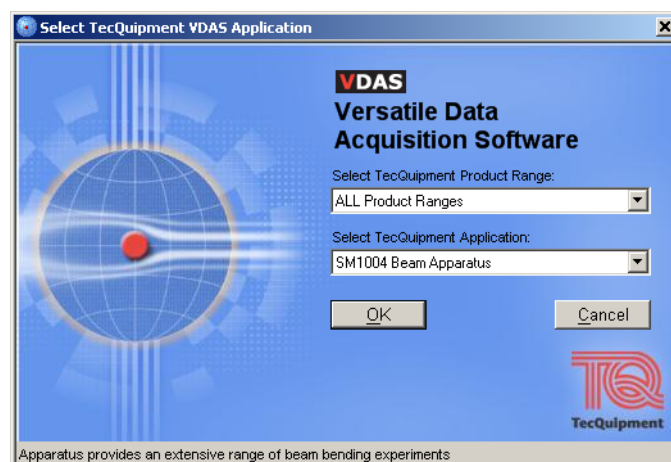 Select TecQuipment VDAS Application
VDAS
Versatile Data
Acquisition Software
Select TecQuipment Product Range:
ALL Product Ranges
Select TecQuipment Application:
SM1004 Beam Apparatus
OK
Cancel
TQ
TecQuipment
Apparatus provides an extensive range of beam bending experiments